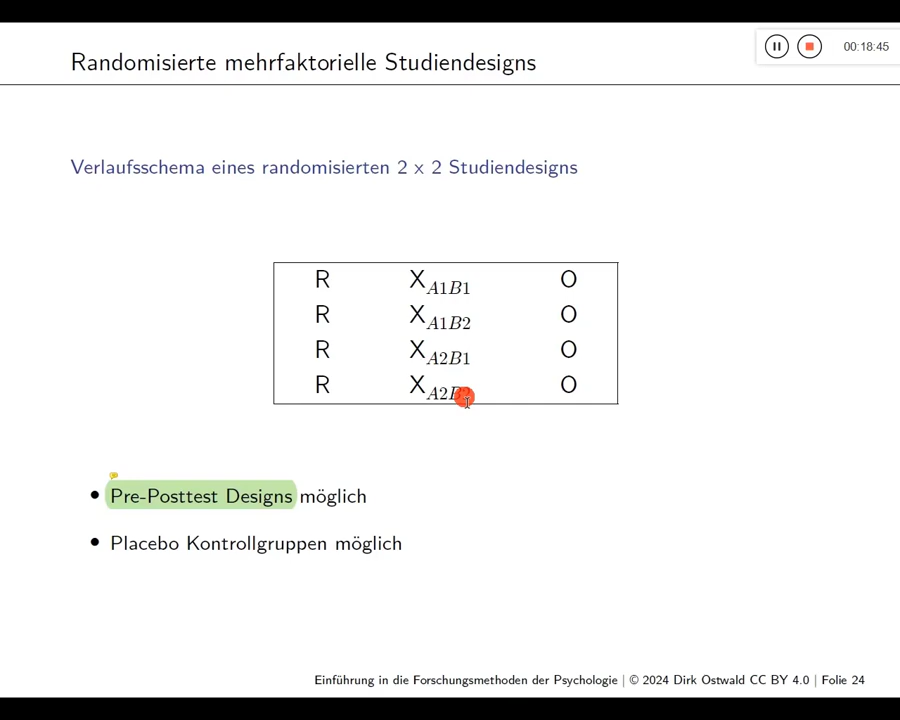 Randomisierte mehrfaktorielle Studiendesigns
00:18:45
Verlaufsschema eines randomisierten 2 x 2 Studiendesigns
R X A1B1 O
R X A1B2 O
R X A2B1 O
R X O
Pre-Posttest Designs möglich
Placebo Kontrollgruppen möglich
Einführung in die Forschungsmethoden der Psychologie | © 2024 Dirk Ostwald CC BY 4.0 | Folie 24